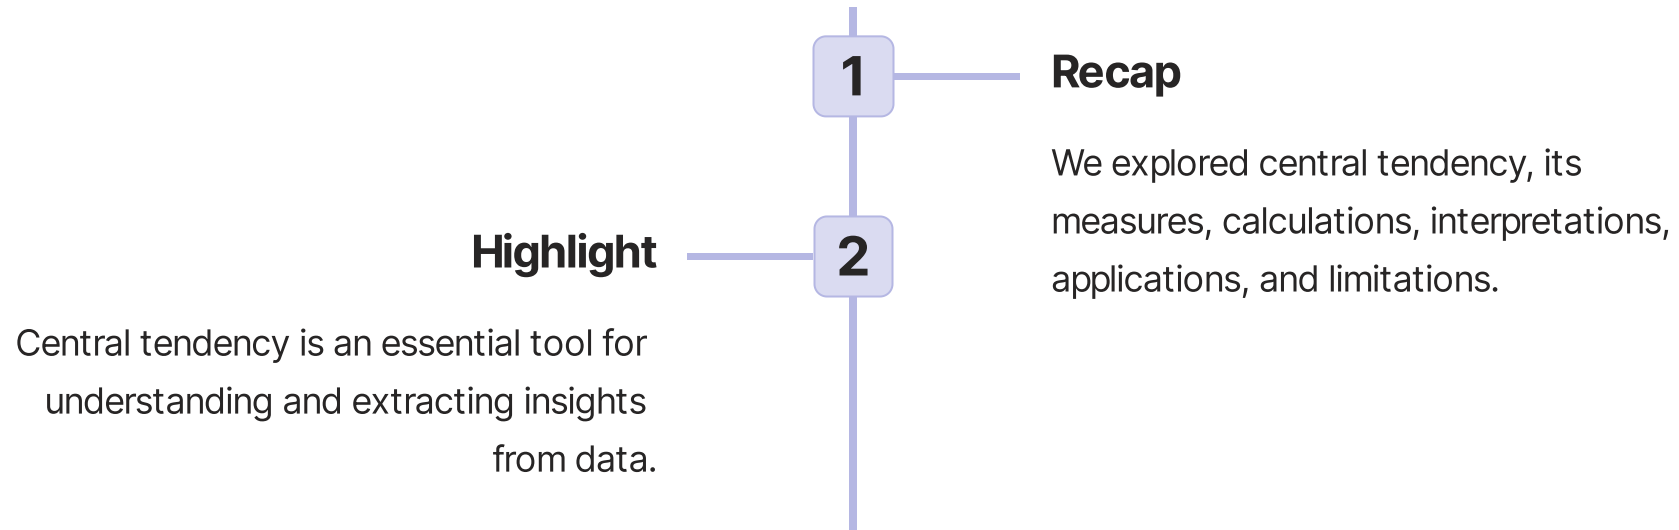 1
Recap
We explored central tendency, its
measures, calculations, interpretations,
applications, and limitations.
2
Highlight
Central tendency is an essential tool for
understanding and extracting insights
from data.